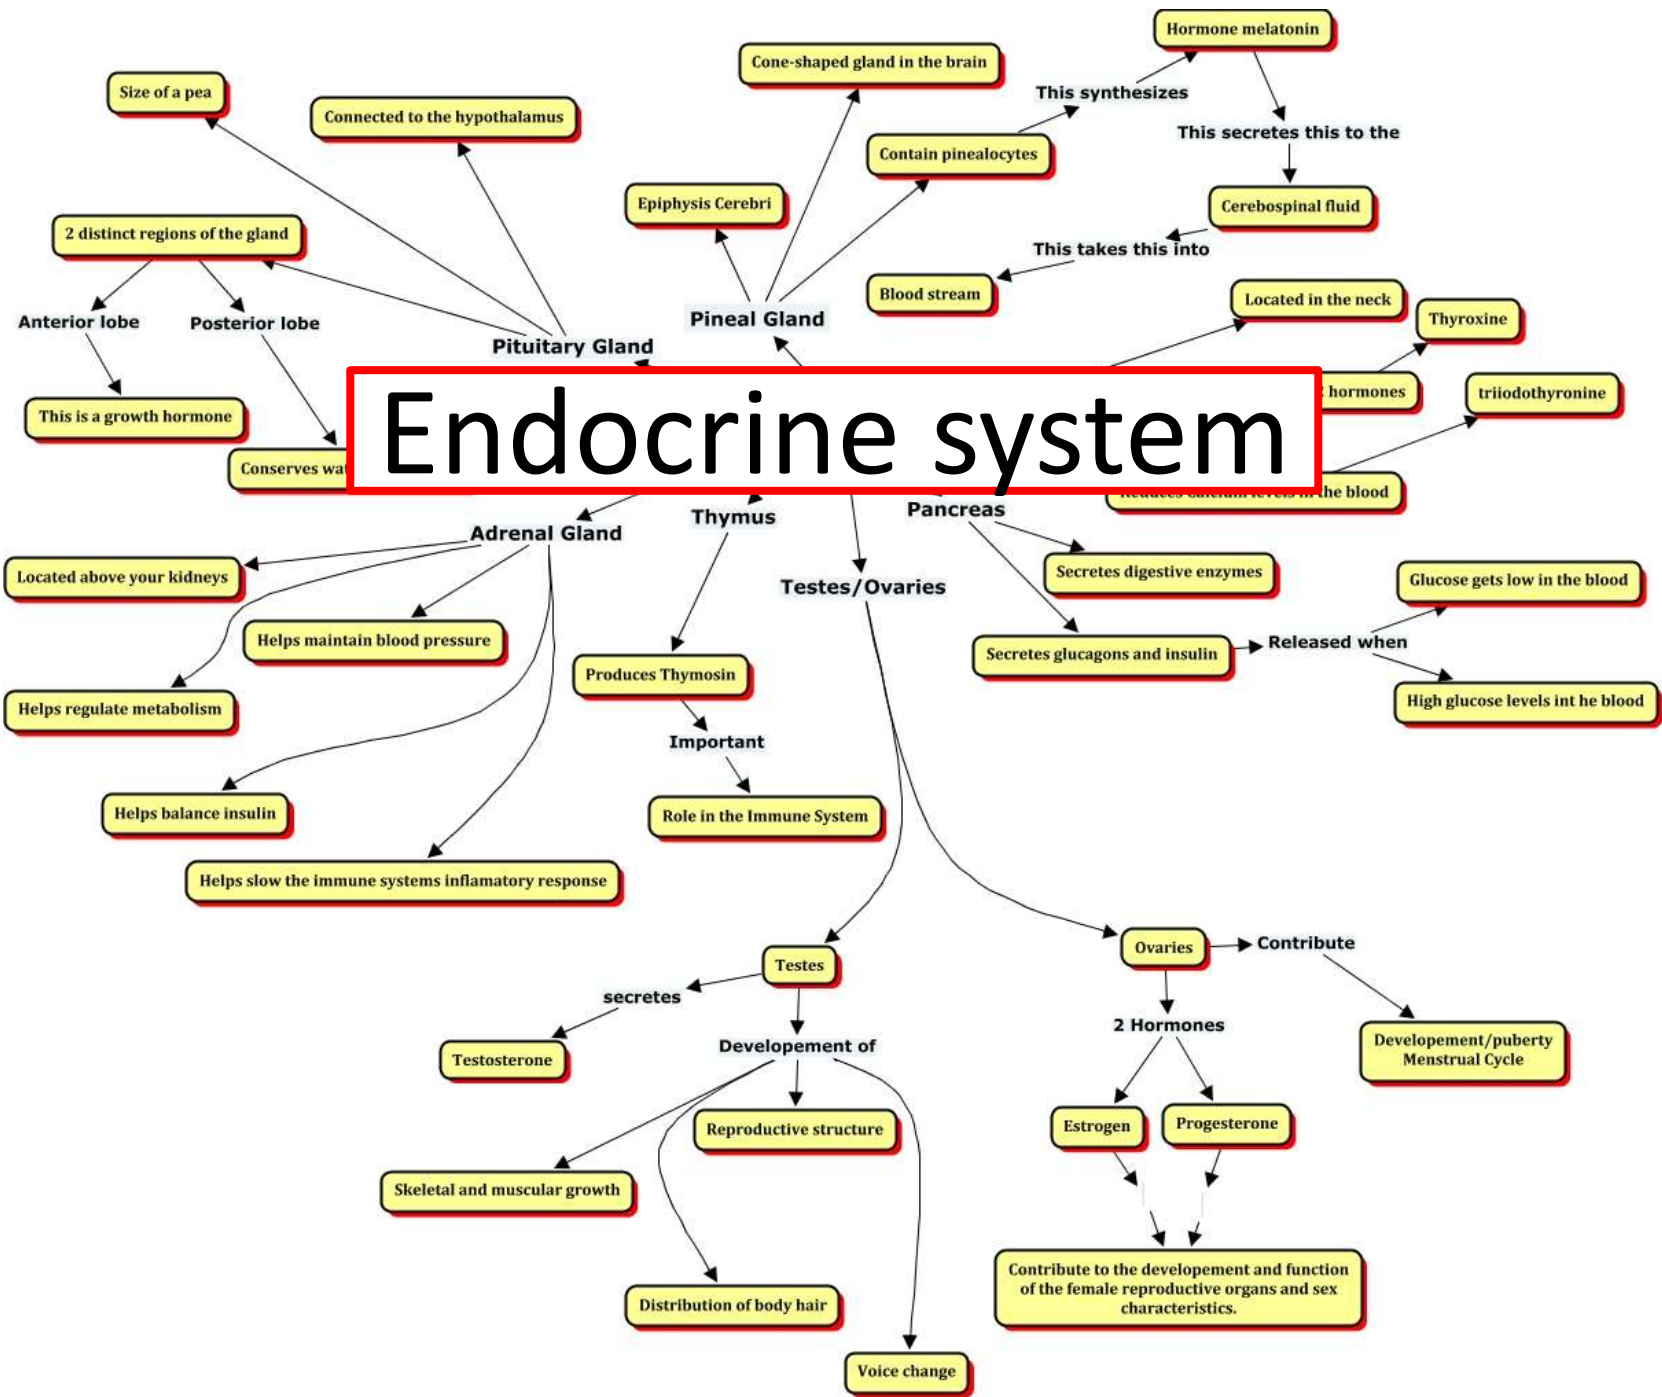 Hormone melatonin
Cone-shaped gland in the brain
Size of a pea
This synthesizes
Connected to the hypothalamus
This secretes this to the
Contain pinealocytes
Epiphysis Cerebri
Cerebospinal fluid
2 distinct regions of the gland
This takes this into
Blood stream
Located in the neck
Anterior lobe
Posterior lobe
Pineal Gland
Thyroxine
Pituitary Gland
hormones
triiodothyronine
This is a growth hormone
Endocrine system
Conserves
Reduces calcium levels in the blood
Pancreas
Thymus
Adrenal Gland
Located above your kidneys
Secretes digestive enzymes
Glucose gets low in the blood
Testes/Ovaries
Helps maintain blood pressure
Released when
Secretes glucagons and insulin
Produces Thymosin
High glucose levels int he blood
Helps regulate metabolism
Important
Helps balance insulin
Role in the Immune System
Helps slow the immune systems inflamatory response
Ovaries
Contribute
Testes
secretes
2 Hormones
Developement/puberty
Menstrual Cycle
Developement of
Testosterone
Estrogen
Progesterone
Reproductive structure
Skeletal and muscular growth
Contribute to the developement and function
of the female reproductive organs and sex
characteristics.
Distribution of body hair
Voice change